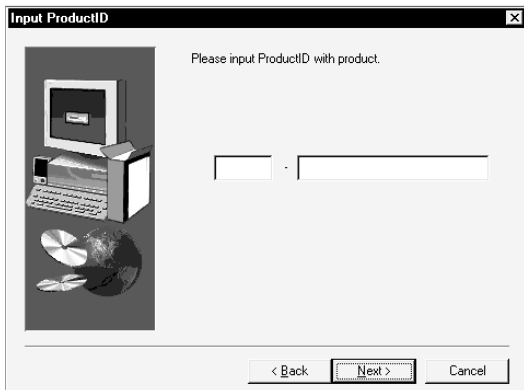 Input ProductID
Please input ProductID with product.
-
< Back Next > Cancel